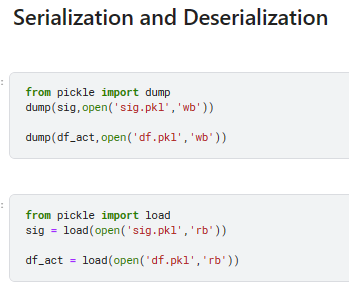 Serialization and Deserialization
:
from pickle import dump
dump(sig,open('sig.pkl','wb'))
dump(df_act,open('df.pkl','wb'))
:
from pickle import load
sig = load(open('sig.pkl','rb'))
df_act = load(open('df.pkl','rb'))